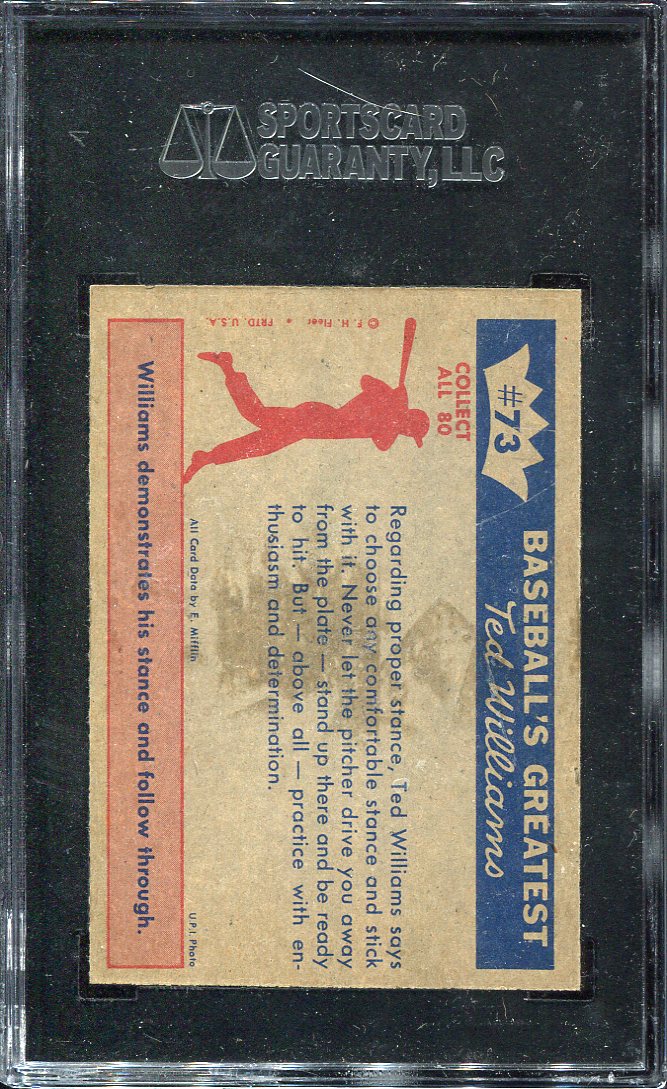 SPORTSCARD
GUARANTY, LLC
#73
BASEBALL'S GREATEST
Ted Williams
COLLECT
ALL 80
© F. H. Fleer • PRTD. U.S.A.
Regarding proper stance, Ted Williams says
to choose any comfortable stance and stick
with it. Never let the pitcher drive you away
from the plate — stand up there and be ready
to hit. But — above all — practice with en-
thusiasm and determination.
All Card Data by E. Mifflin
U.P.I. Photo
Williams demonstrates his stance and follow through.